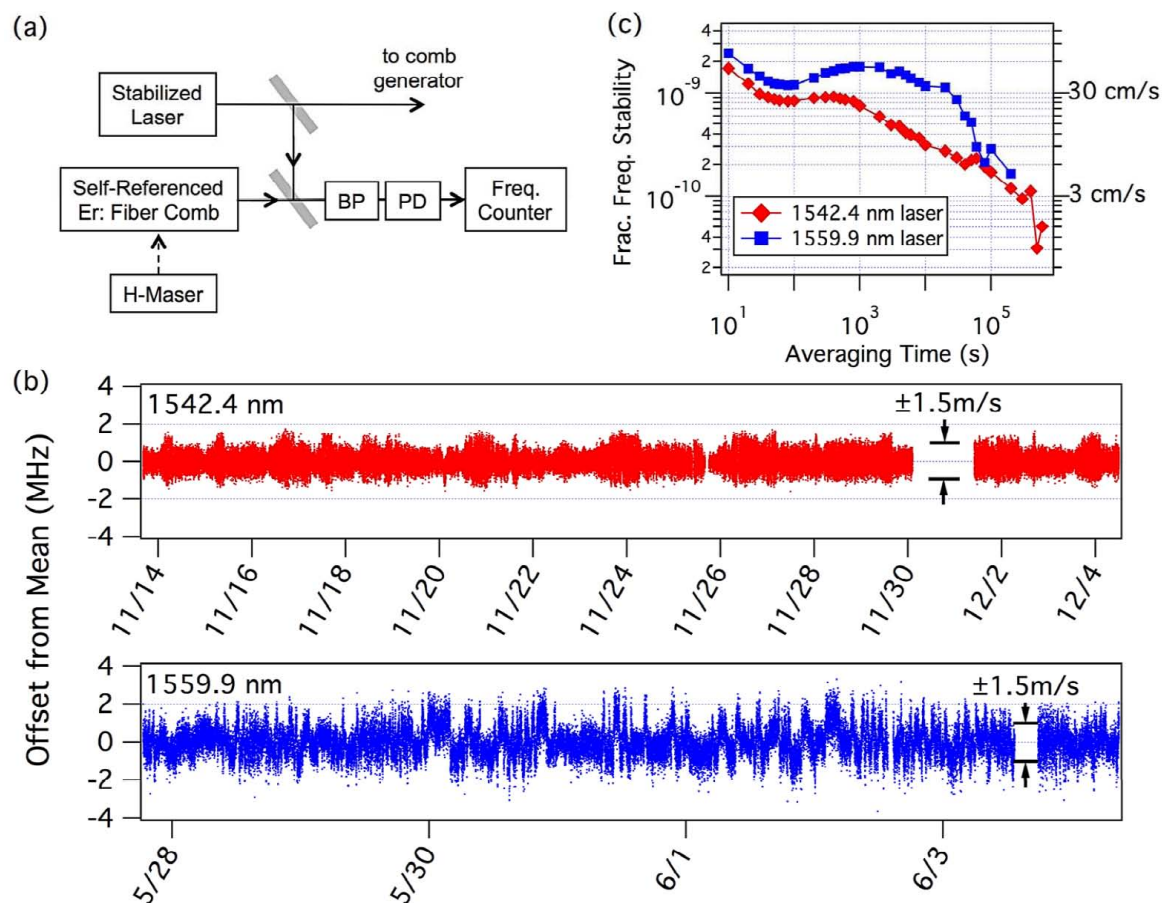 (a)
to comb
generator
Stabilized
Laser
Self-Referenced
Er: Fiber Comb
BP
PD
Freq.
Counter
H-Maser
(c)
Frac. Freq. Stability
4
2
10^-9
4
2
10^-10
4
2
30 cm/s
3 cm/s
1542.4 nm laser
1559.9 nm laser
10^1
10^3
10^5
Averaging Time (s)
(b)
Offset from Mean (MHz)
4
2
0
-2
-4
1542.4 nm
±1.5m/s
11/14
11/16
11/18
11/20
11/22
11/24
11/26
11/28
11/30
12/2
12/4
4
2
0
-2
-4
1559.9 nm
±1.5m/s
5/28
5/30
6/1
6/3